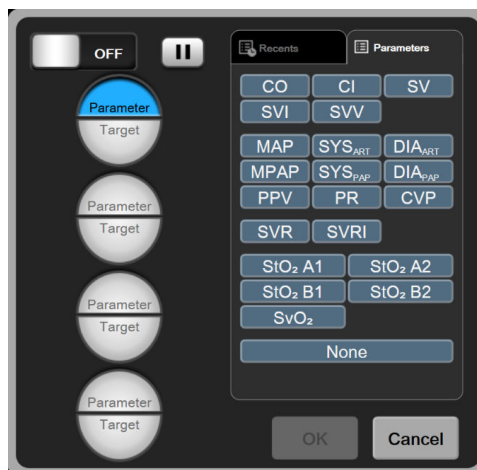 OFF
Recents
Parameters
Parameter
Target
Parameter
Target
Parameter
Target
Parameter
Target
CO CI SV
SVI SVV
MAP SYSART DIAART
MPAP SYSPAP DIAPAP
PPV PR CVP
SVR SVRI
StO₂ A1 StO₂ A2
StO₂ B1 StO₂ B2
SvO₂
None
OK Cancel